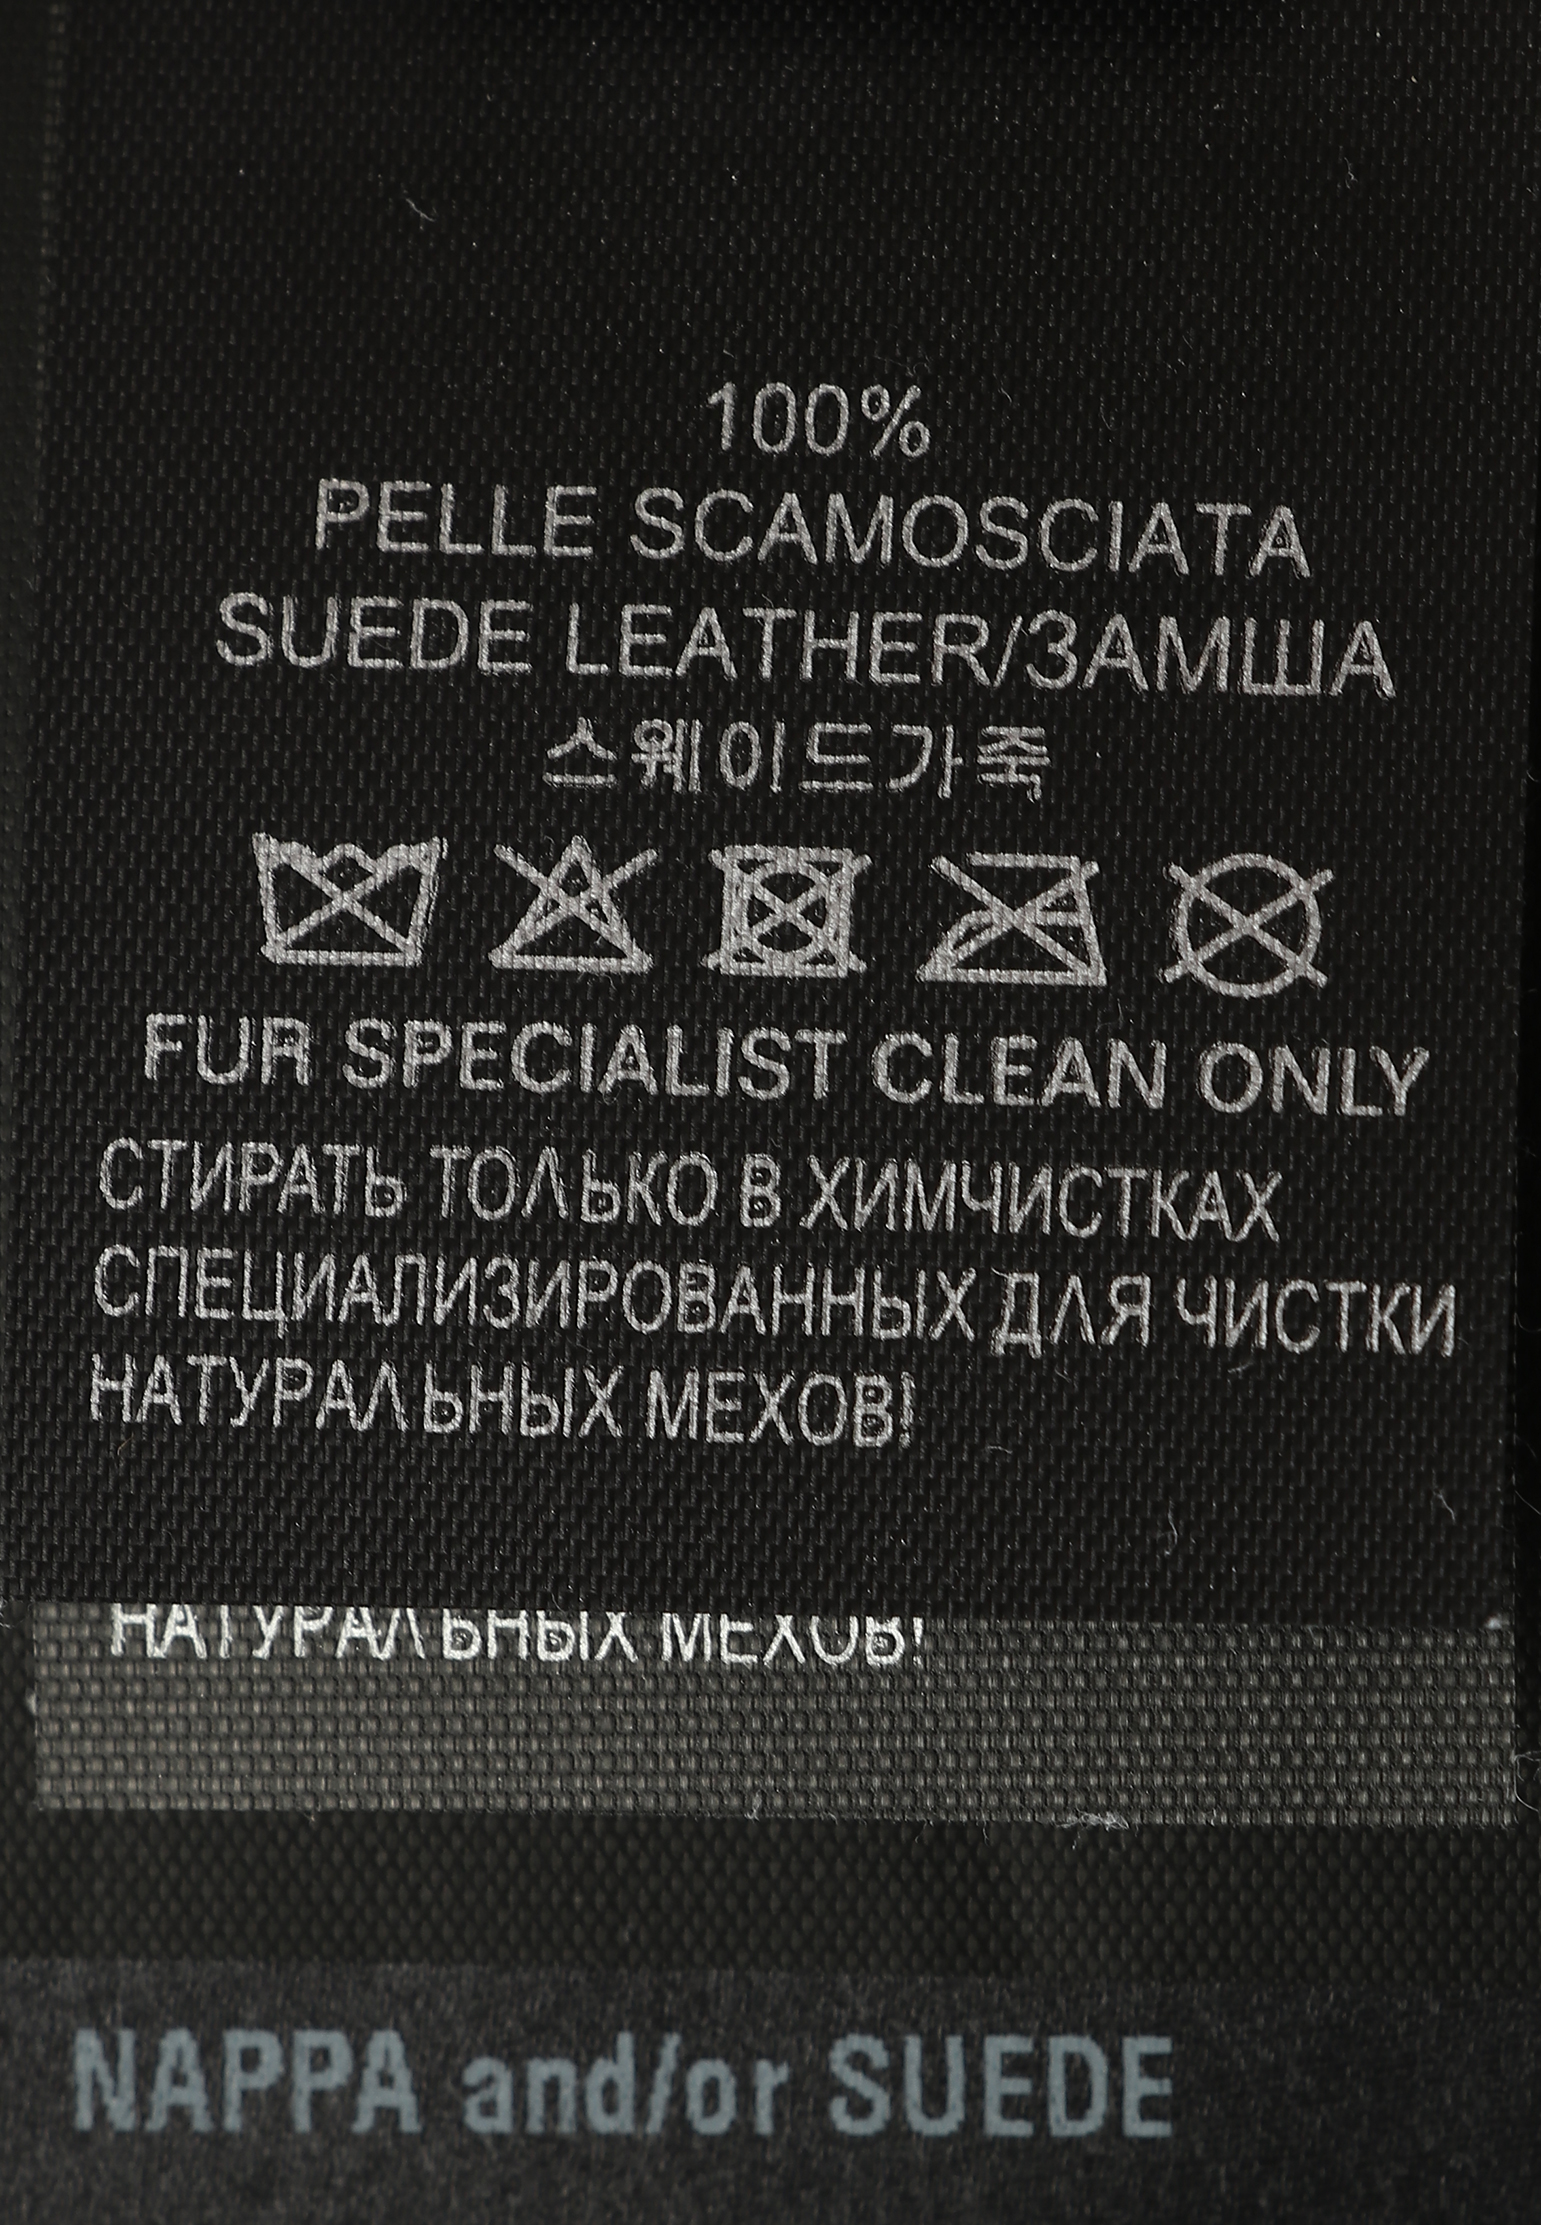 100%
PELLE SCAMOSCIATA
SUEDE LEATHER/ЗАМША
스웨이드가죽
FUR SPECIALIST CLEAN ONLY
СТИРАТЬ ТОЛЬКО В ХИМЧИСТКАХ
СПЕЦИАЛИЗИРОВАННЫХ ДЛЯ ЧИСТКИ
НАТУРАЛЬНЫХ МЕХОВ!
НАТУРАЛЬНЫХ МЕХОВ!
NAPPA and/or SUEDE